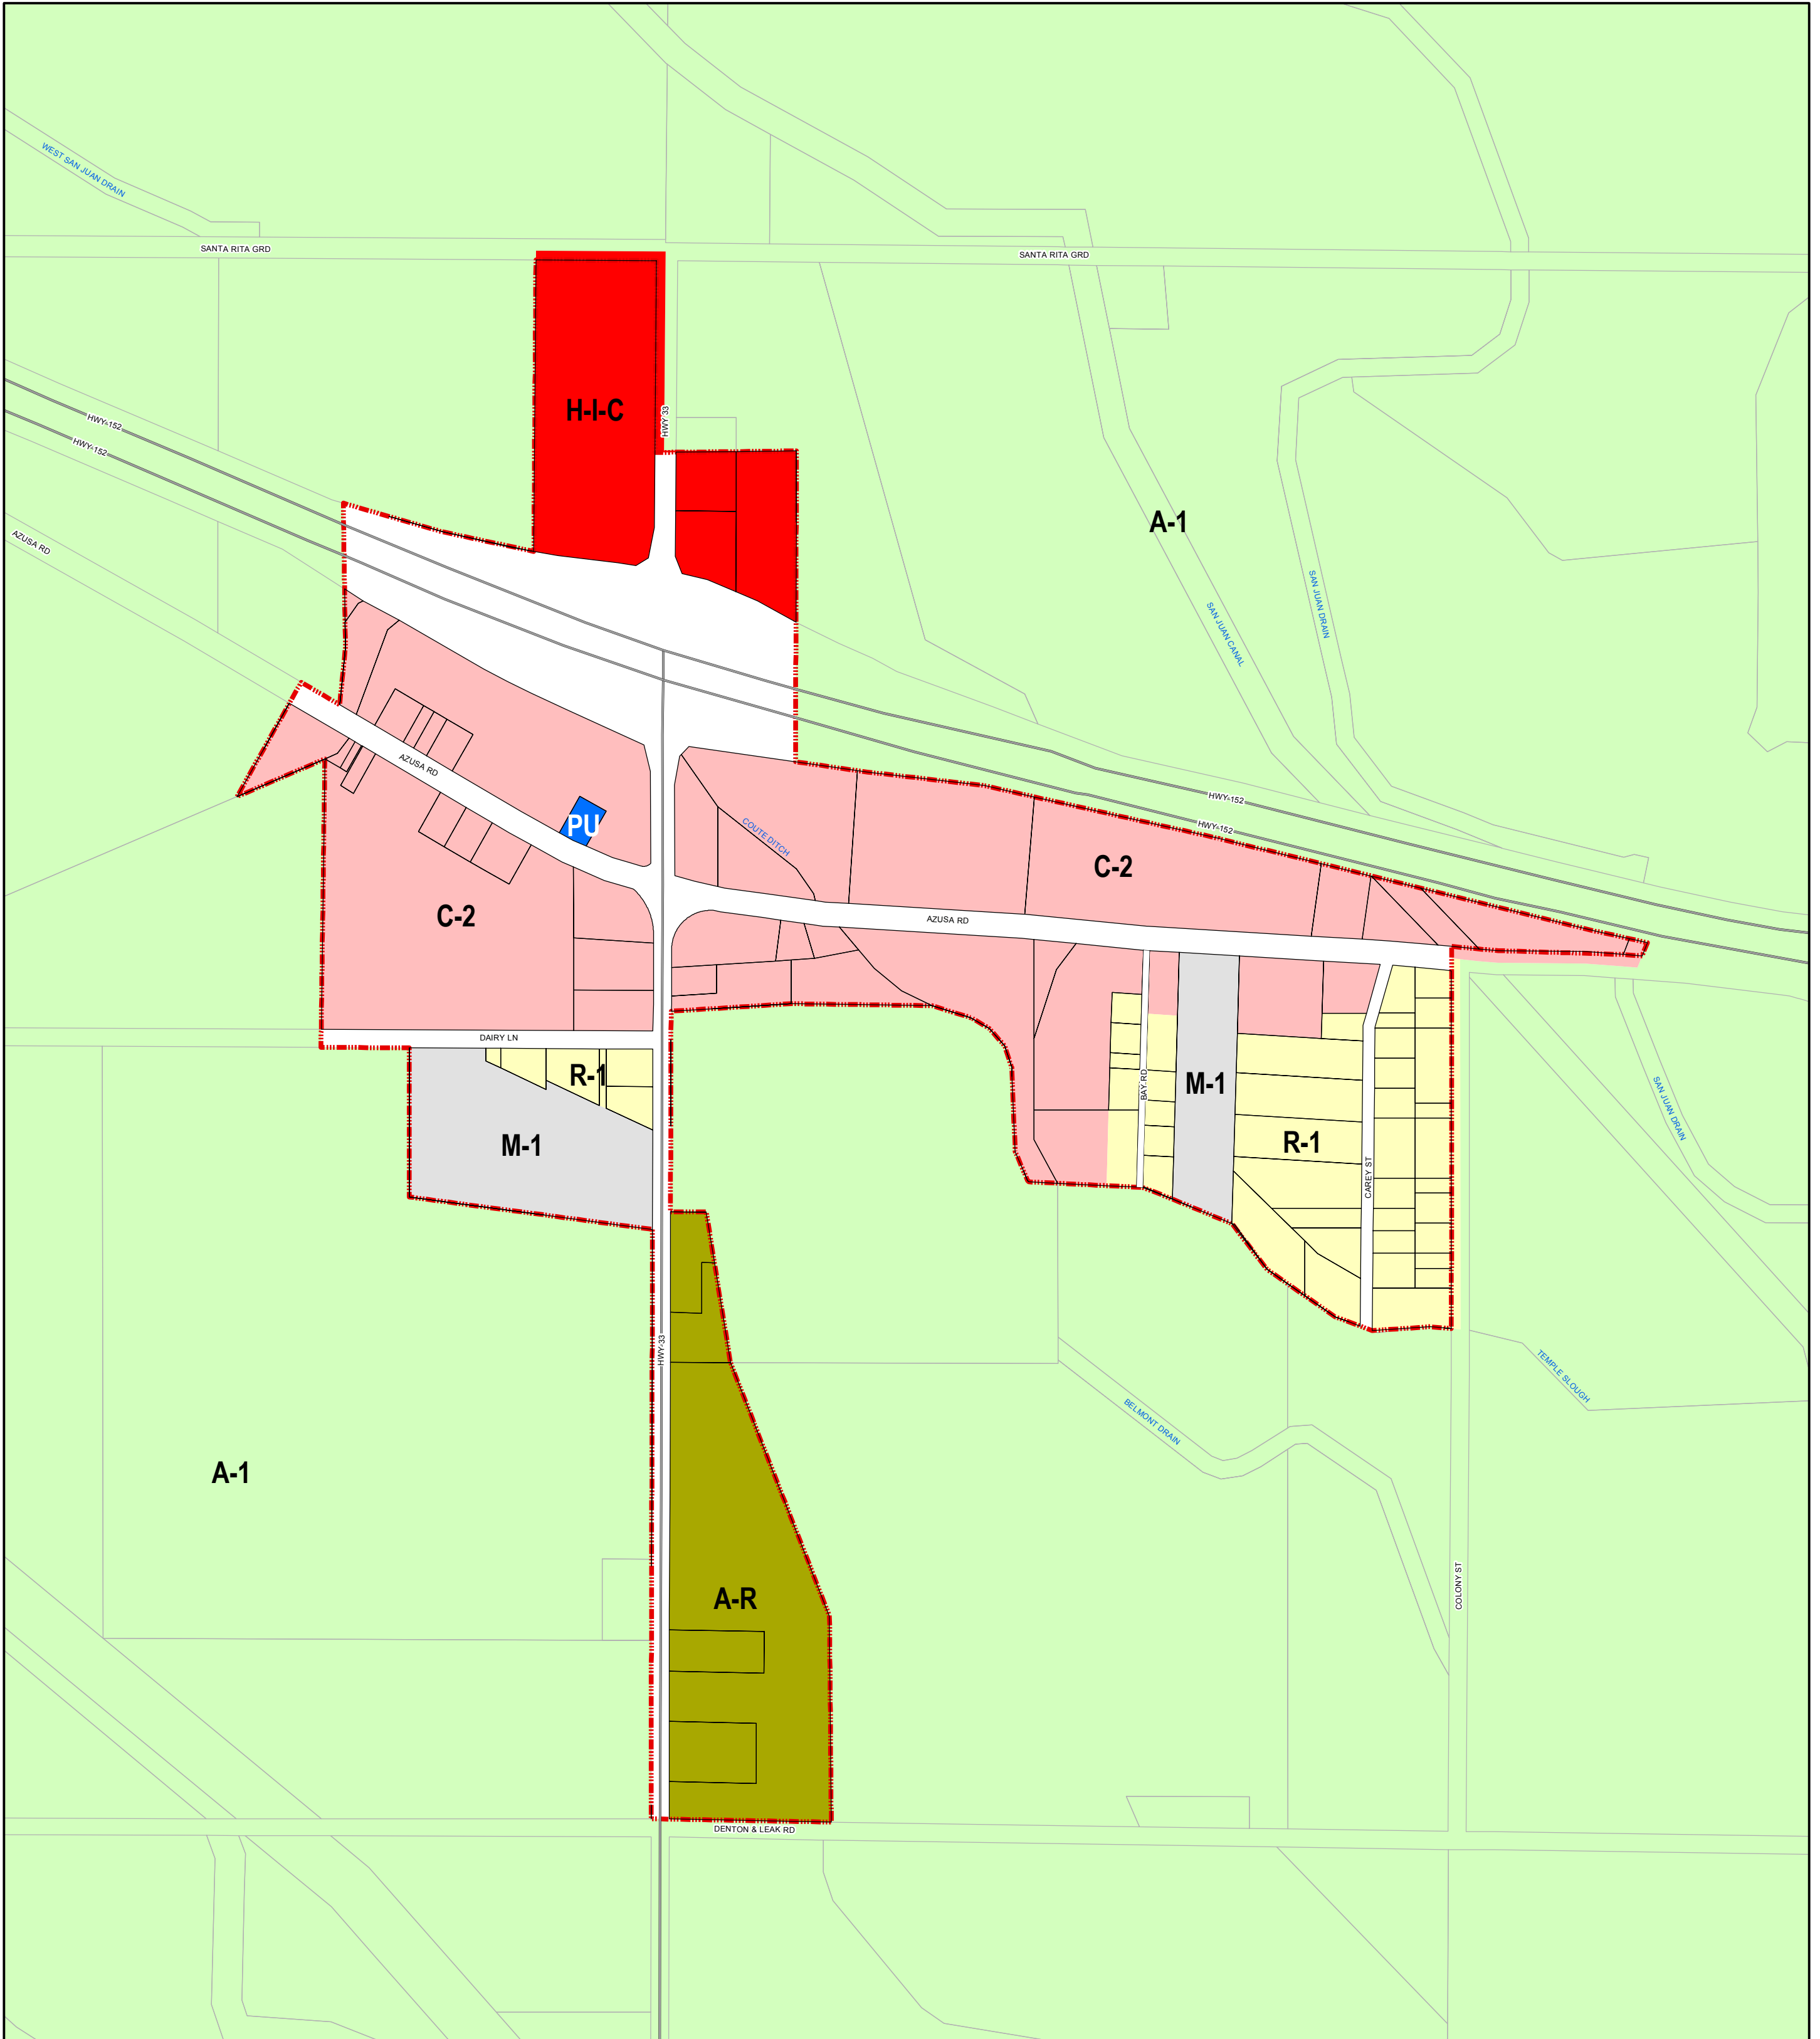 WEST SAN JUAN DRAIN
SANTA RITA GRD
SANTA RITA GRD
H-I-C
HWY 33
HWY-152
HWY-152
AZUSA RD
A-1
SAN JUAN DRAIN
SAN JUAN CANAL
AZUSA RD
HWY-152
HWY-152
PU
COUTE DITCH
C-2
C-2
AZUSA RD
DAIRY LN
R-1
M-1
BAY RD
M-1
R-1
CAREY ST
SAN JUAN DRAIN
HWY-33
TEMPLE SLOUGH
BELMONT DRAIN
A-1
A-R
COLONY ST
DENTON & LEAK RD